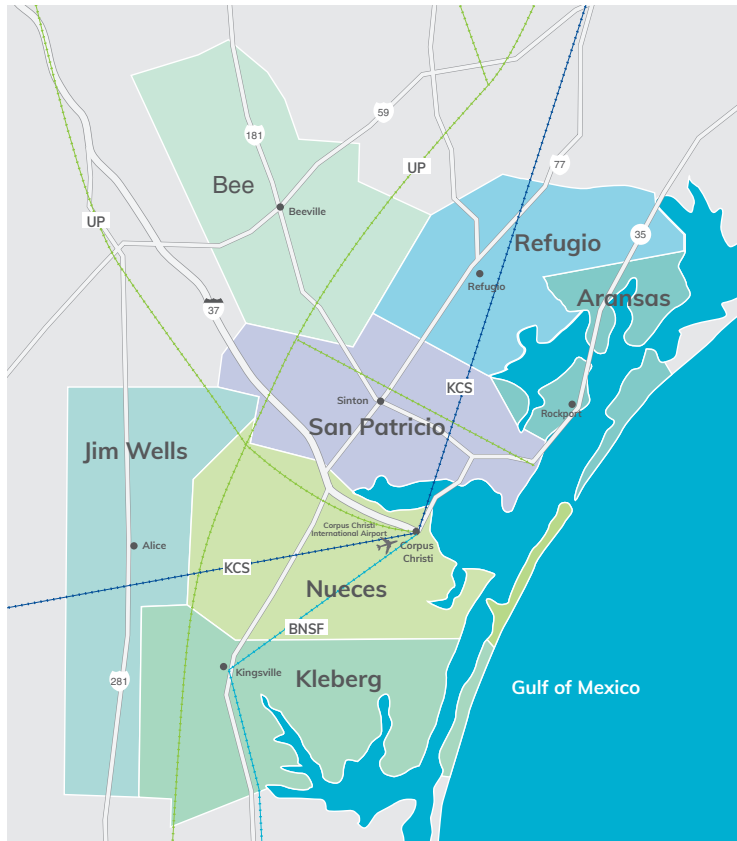 59
181
UP
77
Bee
Beeville
UP
35
Refugio
Refugio
Aransas
37
KCS
Sinton
Rockport
San Patricio
Jim Wells
Corpus Christi
International Airport
Alice
Corpus
Christi
KCS
Nueces
BNSF
Kingsville
281
Kleberg
Gulf of Mexico